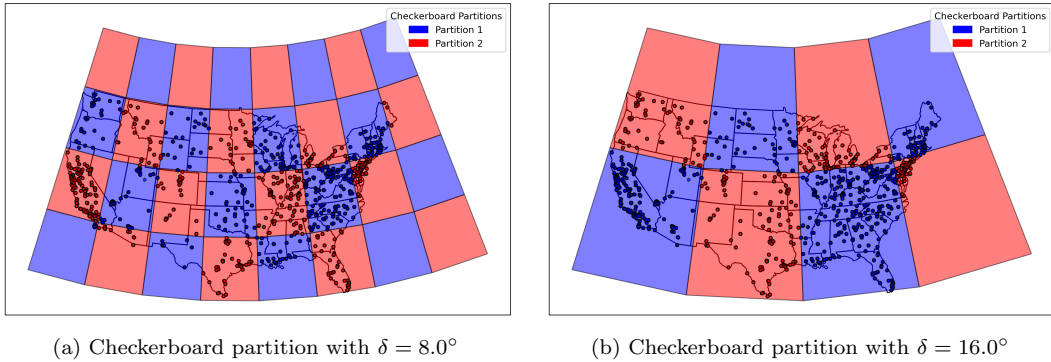 Checkerboard Partitions
Partition 1
Partition 2
Checkerboard Partitions
Partition 1
Partition 2
(a) Checkerboard partition with δ = 8.0°
(b) Checkerboard partition with δ = 16.0°